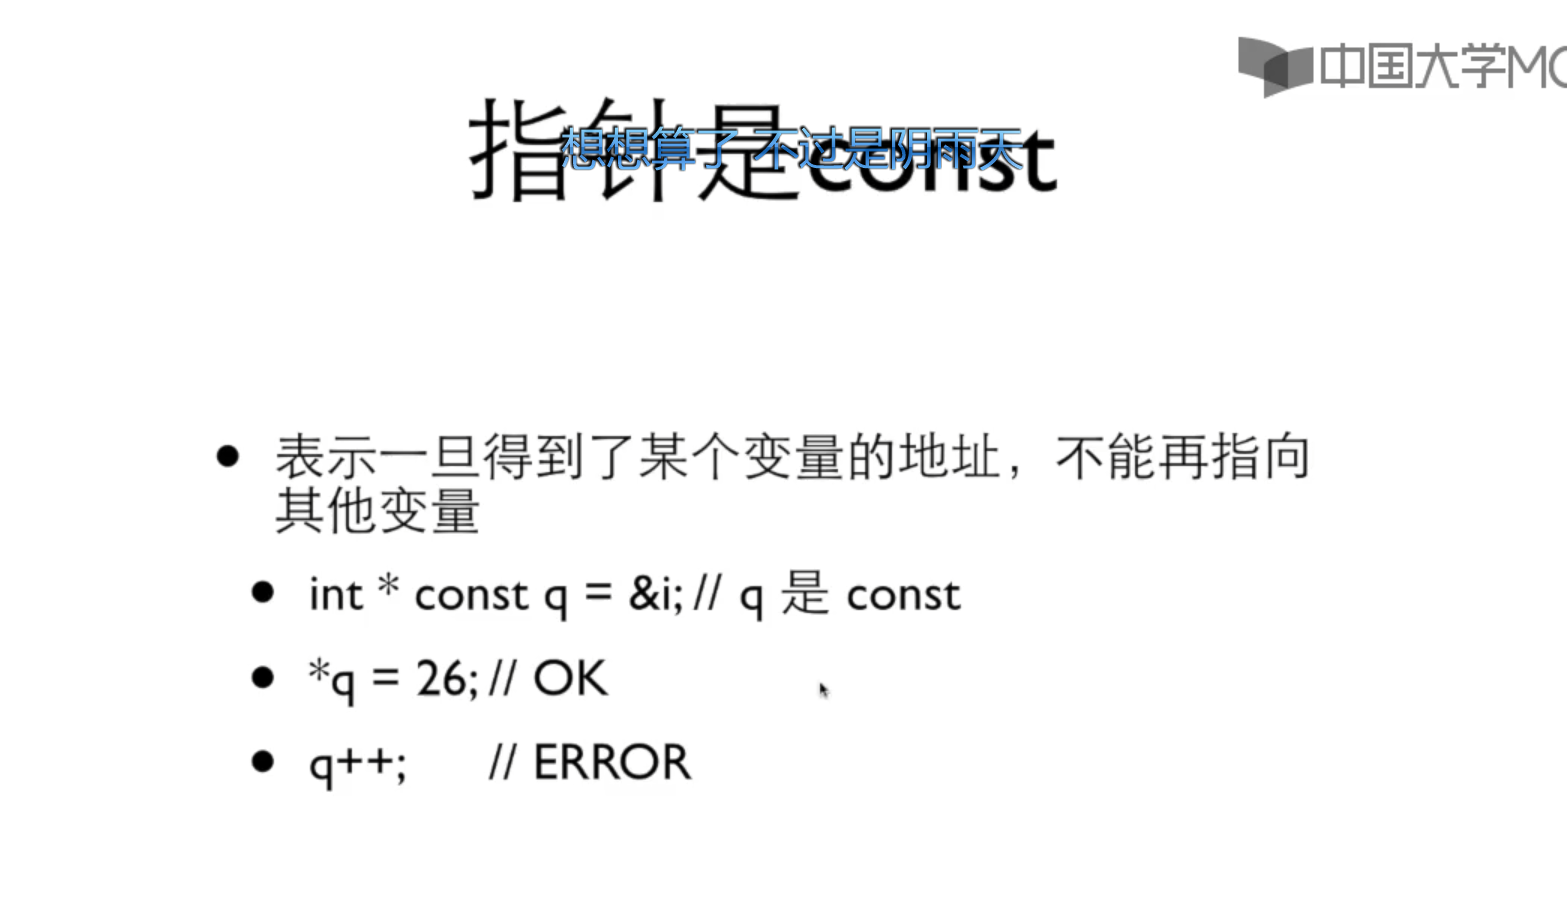 中国大学MO
指针是const
想想算了 不过是阴雨天
表示一旦得到了某个变量的地址，不能再指向
其他变量
int * const q = &i; // q 是 const
*q = 26; // OK
q++; // ERROR